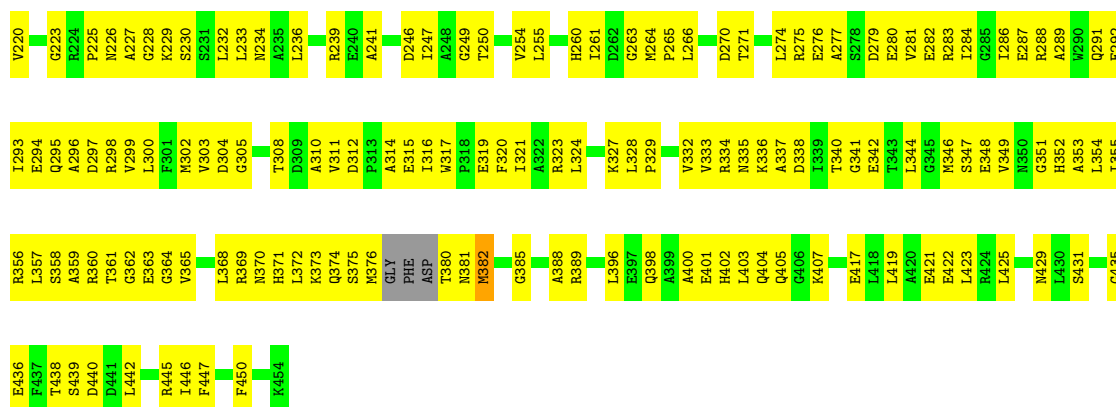 V220 G223 R224 P225 N226 A227 G228 K229 S230 S231 L232 L233 N234 A235 L236 R239 E240 A241 D246 I247 A248 G249 T250 V254 L255 H260 I261 D262 G263 M264 P265 L266 D270 T271 L274 R275 E276 A277 S278 D279 E280 V281 E282 R283 I284 G285 I286 E287 R288 A289 W290 Q291
I293 E294 Q295 A296 D297 R298 V299 L300 F301 M302 V303 D304 G305 T308 D309 A310 V311 D312 P313 A314 E315 I316 W317 P318 E319 F320 I321 A322 R323 L324 K327 L328 P329 V332 V333 R334 N335 K336 A337 D338 I339 T340 G341 E342 T343 L344 G345 M346 S347 E348 V349 N350 G351 H352 A353 L354
R356 L357 S358 A359 R360 T361 G362 E363 G364 V365 L368 R369 N370 H371 L372 K373 Q374 S375 M376 GLY PHE ASP T380 N381 M382 G385 A388 R389 L396 E397 Q398 A399 A400 E401 H402 L403 Q404 Q405 G406 K407 E417 L418 L419 A420 E421 E422 L423 R424 L425 N429 L430 S431
E436 F437 T438 S439 D440 D441 L442 R445 I446 F447 F450 K454